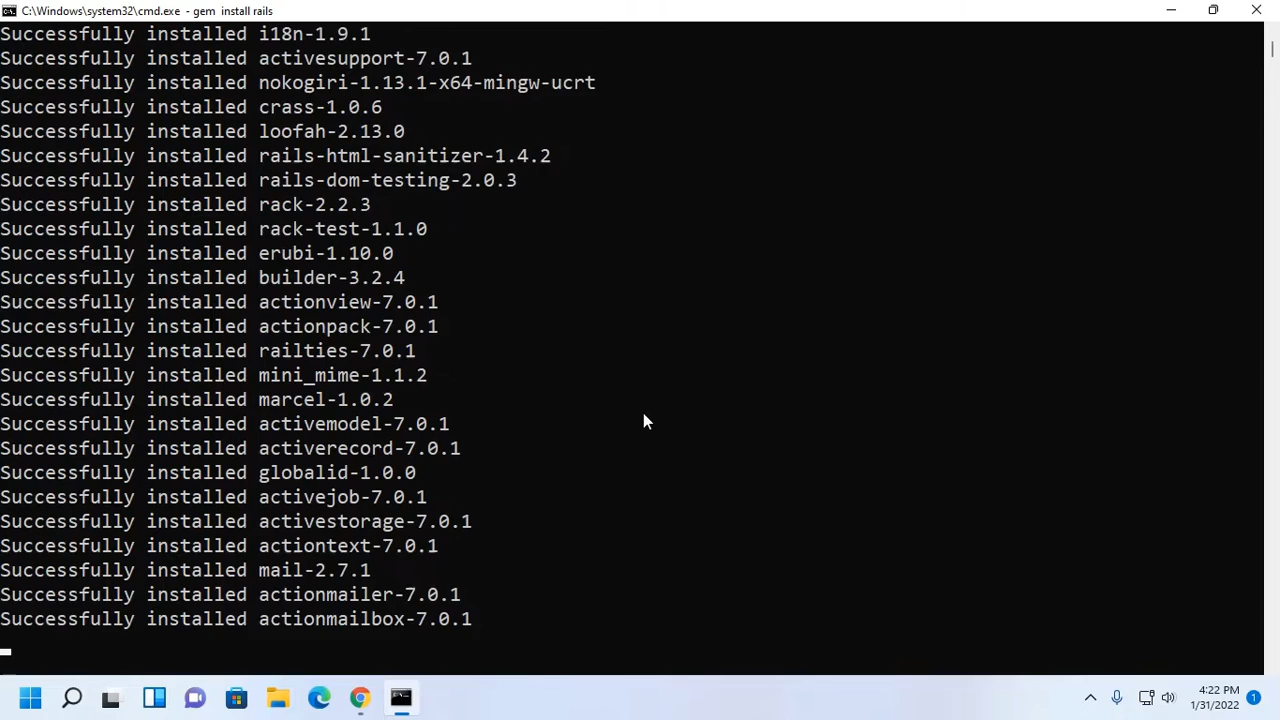 C:\Windows\system32\cmd.exe - gem install rails
Successfully installed i18n-1.9.1
Successfully installed activesupport-7.0.1
Successfully installed nokogiri-1.13.1-x64-mingw-ucrt
Successfully installed crass-1.0.6
Successfully installed loofah-2.13.0
Successfully installed rails-html-sanitizer-1.4.2
Successfully installed rails-dom-testing-2.0.3
Successfully installed rack-2.2.3
Successfully installed rack-test-1.1.0
Successfully installed erubi-1.10.0
Successfully installed builder-3.2.4
Successfully installed actionview-7.0.1
Successfully installed actionpack-7.0.1
Successfully installed railties-7.0.1
Successfully installed mini_mime-1.1.2
Successfully installed marcel-1.0.2
Successfully installed activemodel-7.0.1
Successfully installed activerecord-7.0.1
Successfully installed globalid-1.0.0
Successfully installed activejob-7.0.1
Successfully installed activestorage-7.0.1
Successfully installed actiontext-7.0.1
Successfully installed mail-2.7.1
Successfully installed actionmailer-7.0.1
Successfully installed actionmailbox-7.0.1
4:22 PM
1/31/2022
1